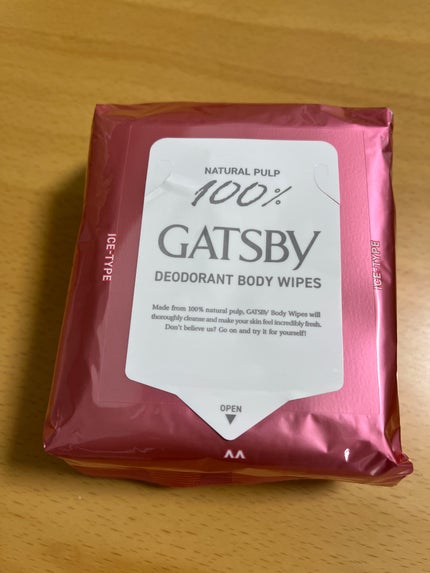 NATURAL PULP
100%
GATSBY
DEODORANT BODY WIPES
Made from 100% natural pulp, GATSBY Body Wipes will
thoroughly cleanse and make your skin feel incredibly fresh.
Don't believe us? Go on and try it for yourself!
OPEN
ICE-TYPE
ICE-TYPE